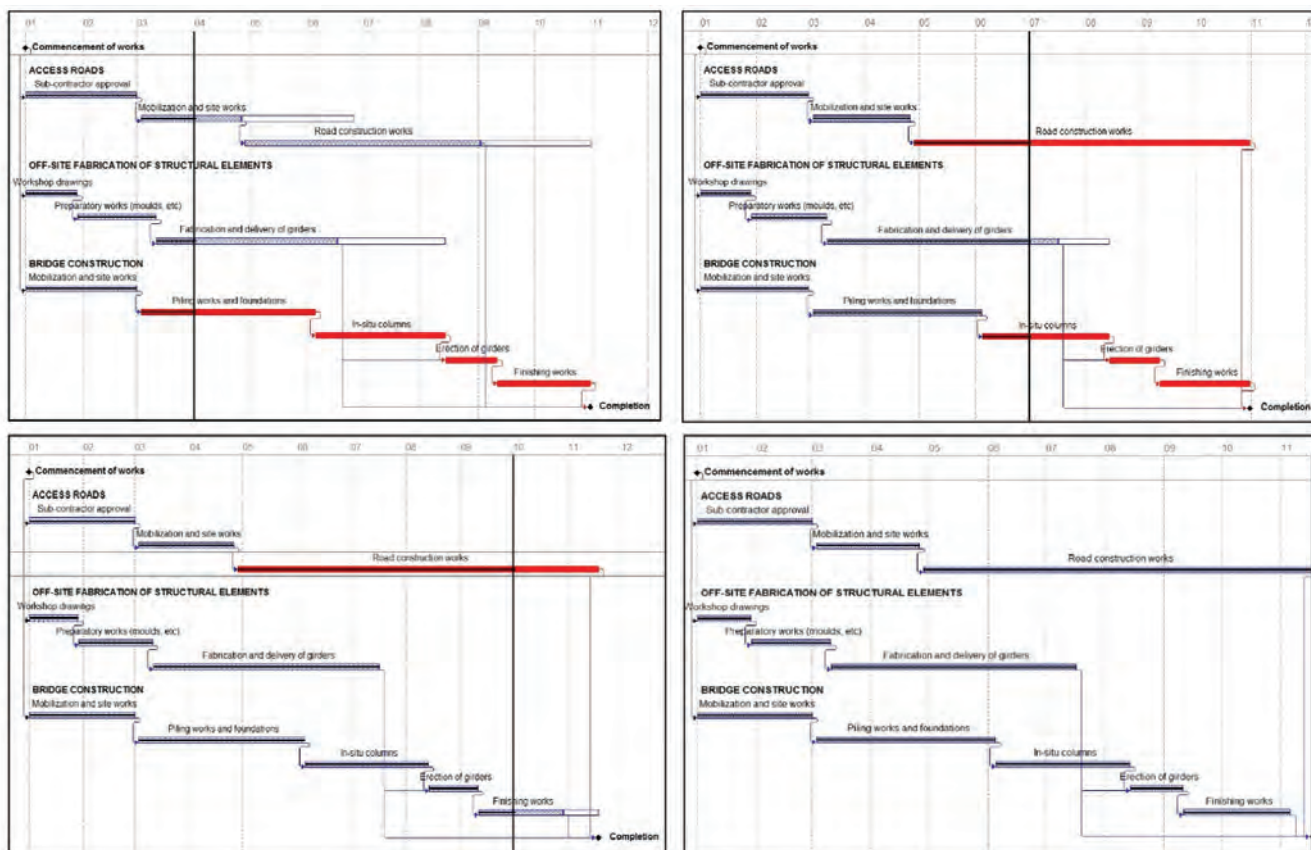 01 02 03 04 05 06 07 08 09 10 11 12
Commencement of works
ACCESS ROADS
Sub-contractor approval
Mobilization and site works
Road construction works
OFF-SITE FABRICATION OF STRUCTURAL ELEMENTS
Workshop drawings
Preparatory works (moulds, etc)
Fabrication and delivery of girders
BRIDGE CONSTRUCTION
Mobilization and site works
Piling works and foundations
In-situ columns
Erection of girders
Finishing works
Completion
01 02 03 04 05 06 07 08 09 10 11
Commencement of works
ACCESS ROADS
Sub-contractor approval
Mobilization and site works
Road construction works
OFF-SITE FABRICATION OF STRUCTURAL ELEMENTS
Workshop drawings
Preparatory works (moulds, etc)
Fabrication and delivery of girders
BRIDGE CONSTRUCTION
Mobilization and site works
Piling works and foundations
In-situ columns
Erection of girders
Finishing works
Completion
01 02 03 04 05 06 07 08 09 10 11 12
Commencement of works
ACCESS ROADS
Sub-contractor approval
Mobilization and site works
Road construction works
OFF-SITE FABRICATION OF STRUCTURAL ELEMENTS
Workshop drawings
Preparatory works (moulds, etc)
Fabrication and delivery of girders
BRIDGE CONSTRUCTION
Mobilization and site works
Piling works and foundations
In-situ columns
Erection of girders
Finishing works
Completion
01 02 03 04 05 06 07 08 09 10 11
Commencement of works
ACCESS ROADS
Sub-contractor approval
Mobilization and site works
Road construction works
OFF-SITE FABRICATION OF STRUCTURAL ELEMENTS
Workshop drawings
Preparatory works (moulds, etc)
Fabrication and delivery of girders
BRIDGE CONSTRUCTION
Mobilization and site works
Piling works and foundations
In-situ columns
Erection of girders
Finishing works